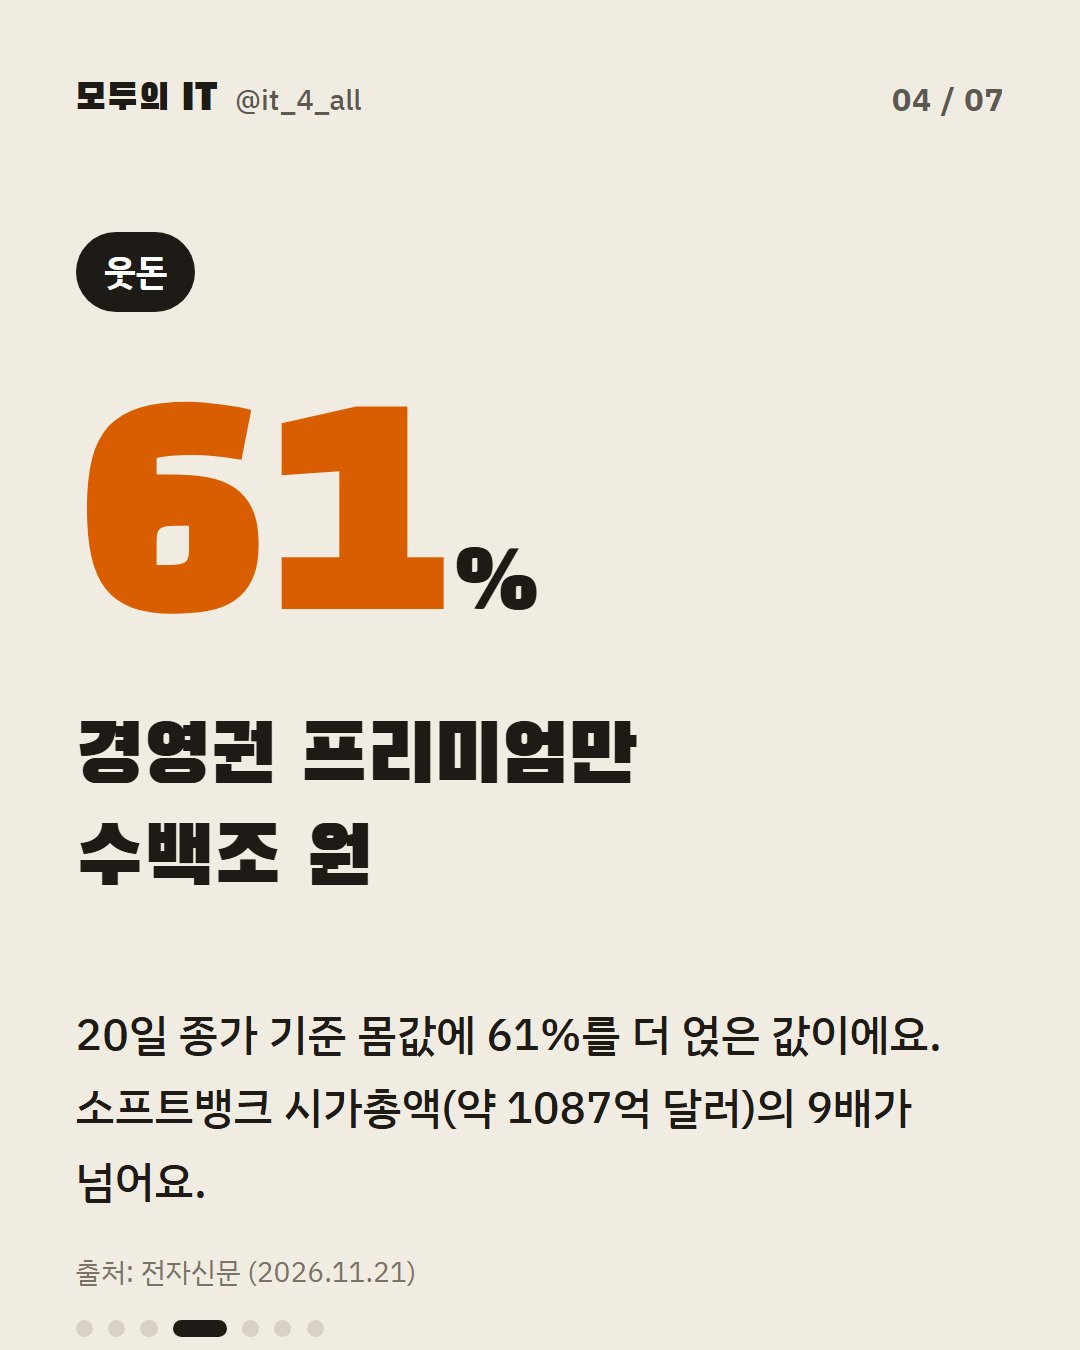 모두의 IT @it_4_all
04 / 07
웃돈
61%
경영권 프리미엄만
수백조 원
20일 종가 기준 몸값에 61%를 더 얹은 값이에요.
소프트뱅크 시가총액(약 1087억 달러)의 9배가
넘어요.
출처: 전자신문 (2026.11.21)